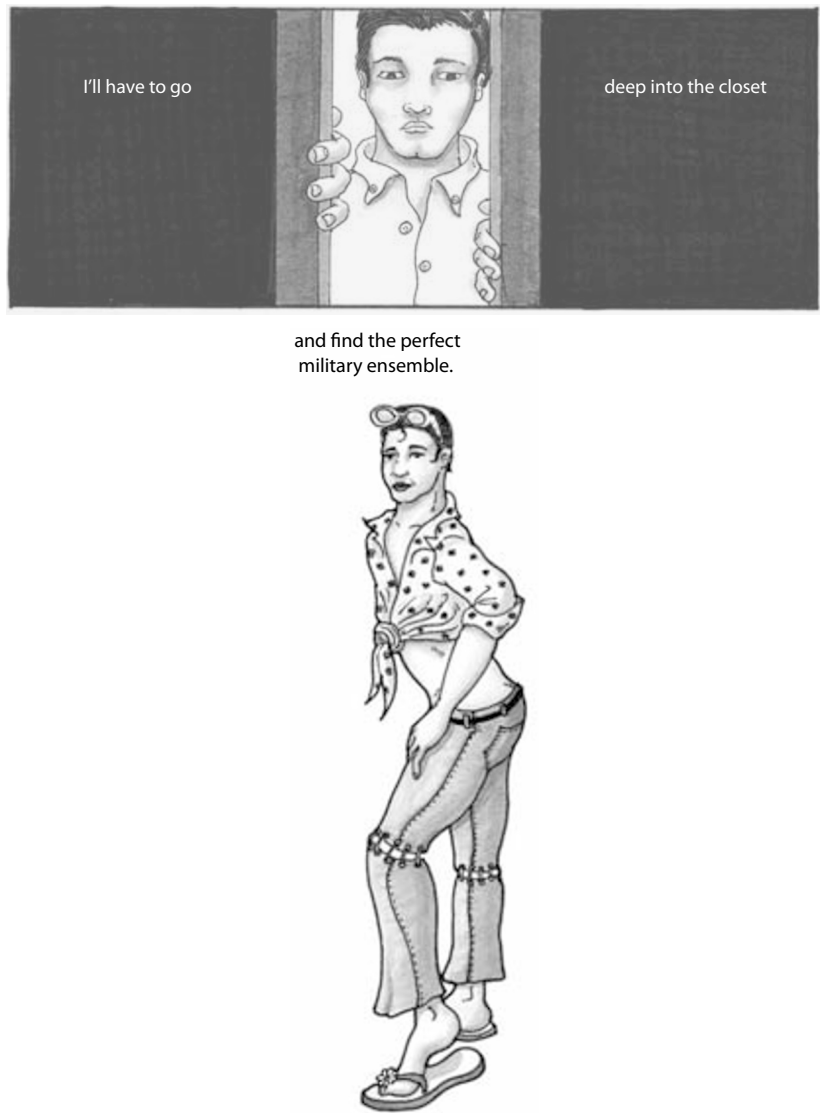 I'll have to go
deep into the closet
and find the perfect
military ensemble.